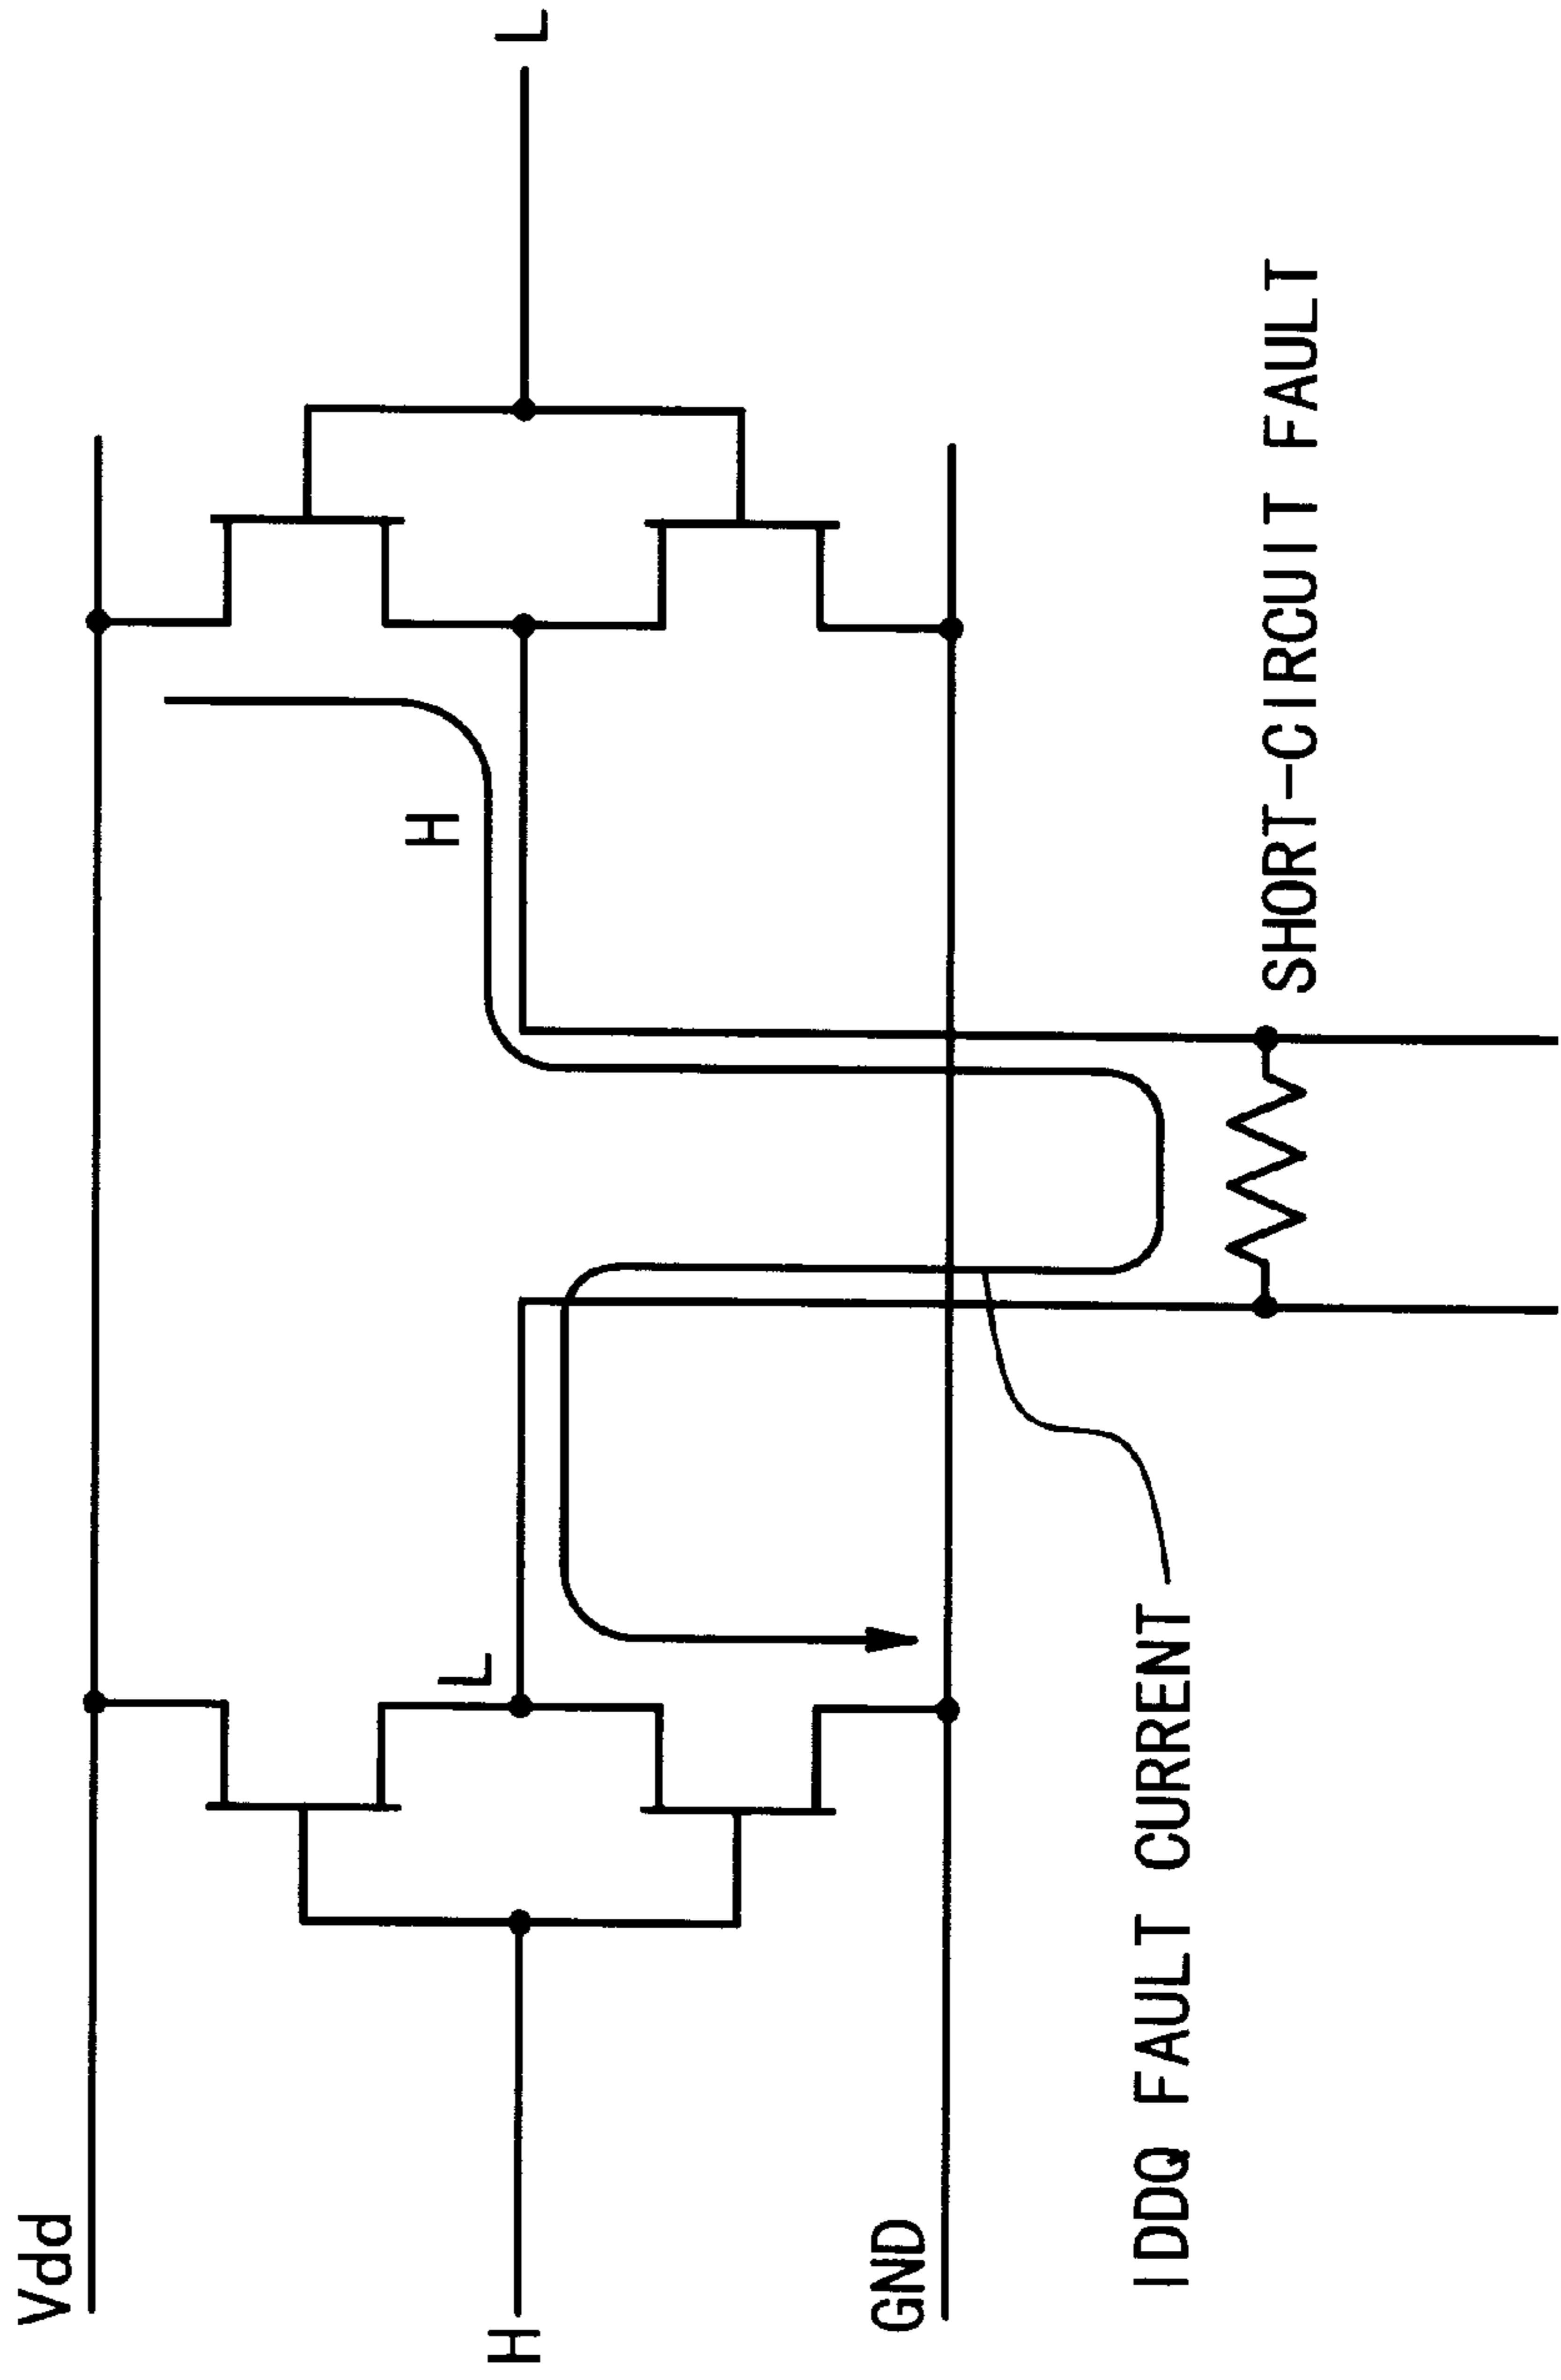 Vdd
H
L
H
L
GND
IDDQ FAULT CURRENT
SHORT-CIRCUIT FAULT